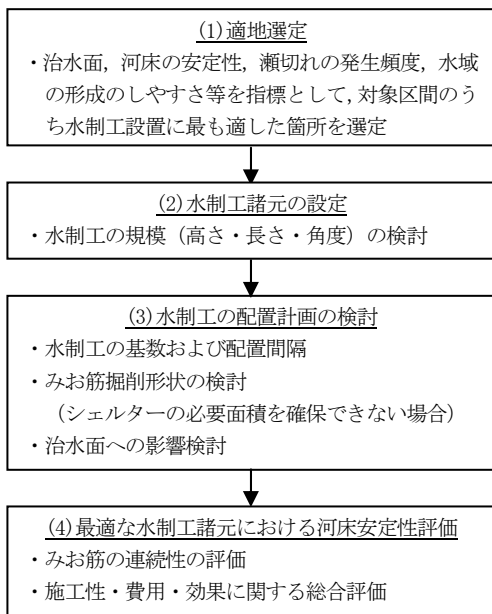 (1)適地選定
・治水面，河床の安定性，瀬切れの発生頻度，水域
の形成のしやすさ等を指標として，対象区間のう
ち水制工設置に最も適した箇所を選定
(2)水制工諸元の設定
・水制工の規模（高さ・長さ・角度）の検討
(3)水制工の配置計画の検討
・水制工の基数および配置間隔
・みお筋掘削形状の検討
（シェルターの必要面積を確保できない場合）
・治水面への影響検討
(4)最適な水制工諸元における河床安定性評価
・みお筋の連続性の評価
・施工性・費用・効果に関する総合評価